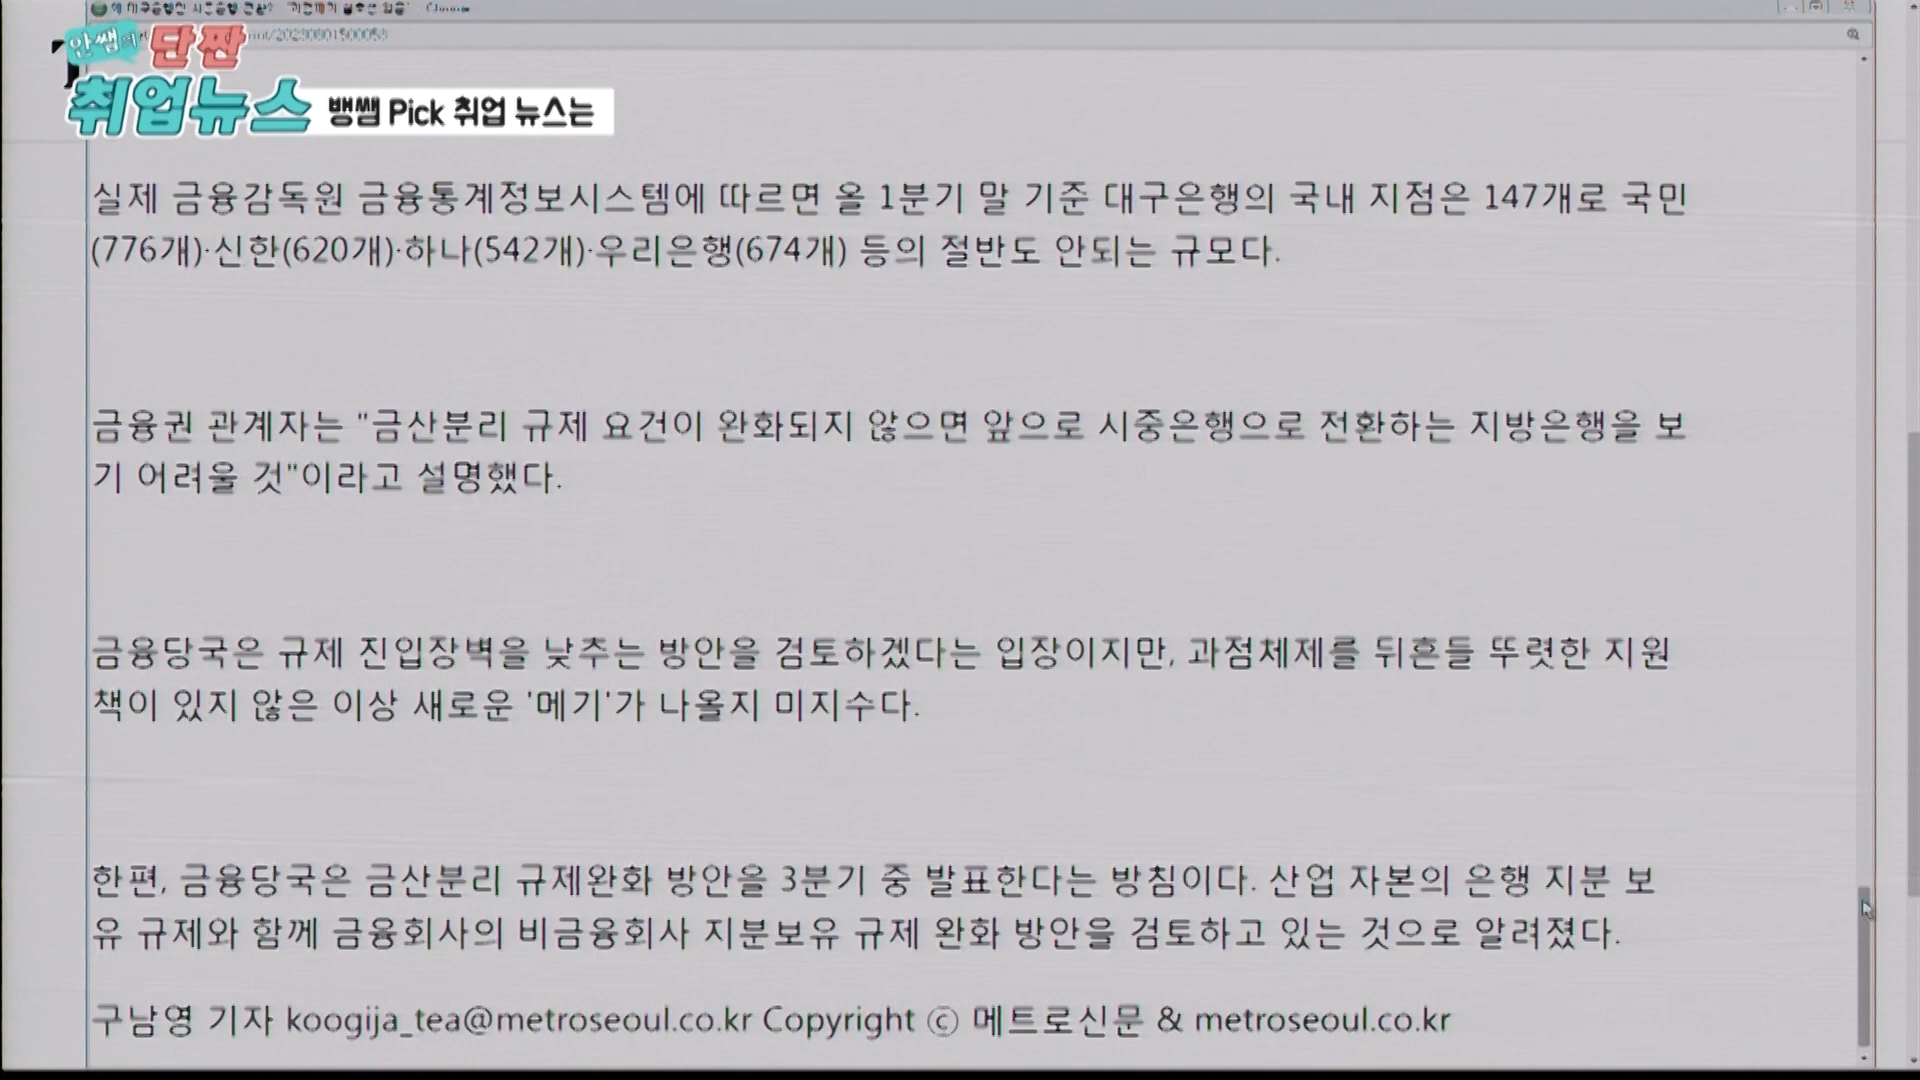 안쌤의 단짠
취업뉴스 뱅쌤 Pick 취업 뉴스는
실제 금융감독원 금융통계정보시스템에 따르면 올 1분기 말 기준 대구은행의 국내 지점은 147개로 국민
(776개)·신한(620개)·하나(542개)·우리은행(674개) 등의 절반도 안되는 규모다.
금융권 관계자는 "금산분리 규제 요건이 완화되지 않으면 앞으로 시중은행으로 전환하는 지방은행을 보
기 어려울 것"이라고 설명했다.
금융당국은 규제 진입장벽을 낮추는 방안을 검토하겠다는 입장이지만, 과점체제를 뒤흔들 뚜렷한 지원
책이 있지 않은 이상 새로운 '메기'가 나올지 미지수다.
한편, 금융당국은 금산분리 규제완화 방안을 3분기 중 발표한다는 방침이다. 산업 자본의 은행 지분 보
유 규제와 함께 금융회사의 비금융회사 지분보유 규제 완화 방안을 검토하고 있는 것으로 알려졌다.
구남영 기자 koogija_tea@metroseoul.co.kr Copyright ⓒ 메트로신문 & metroseoul.co.kr